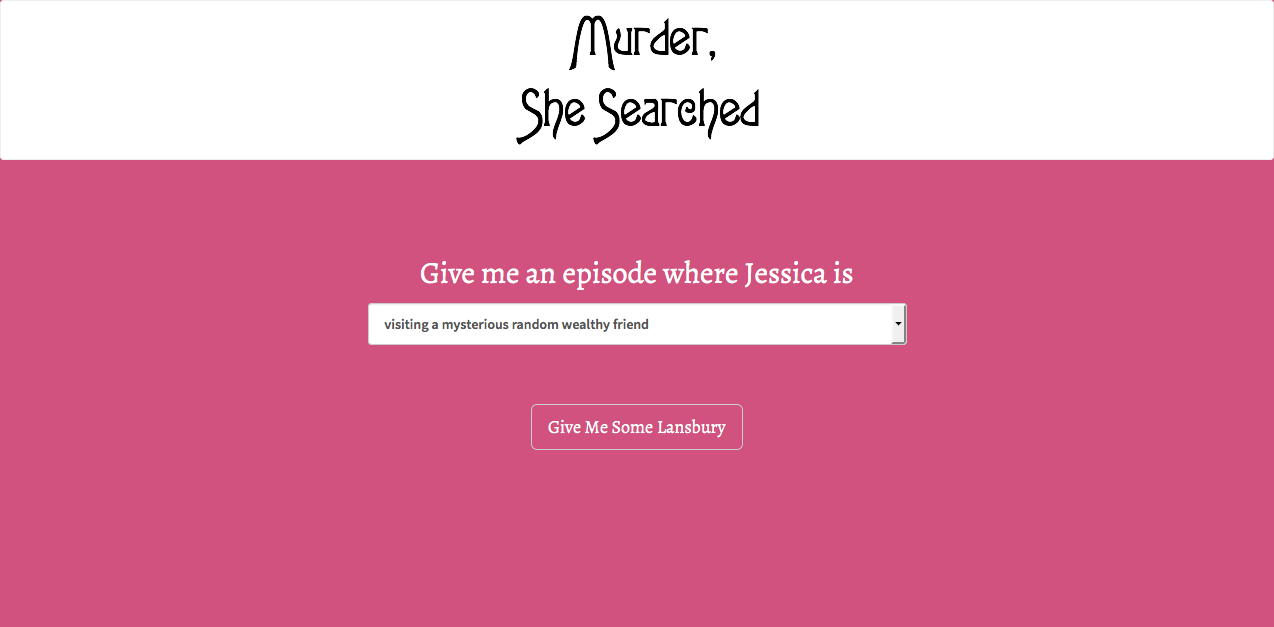 Murder,
She Searched
Give me an episode where Jessica is
visiting a mysterious random wealthy friend
Give Me Some Lansbury